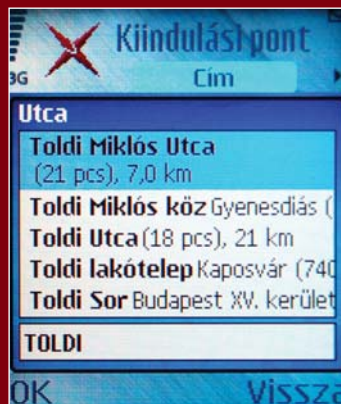 Kiindulási pont
3G
Cím
Utca
Toldi Miklós Utca
(21 pcs), 7,0 km
Toldi Miklós köz Gyenesdiás (
Toldi Utca (18 pcs), 21 km
Toldi lakótelep Kaposvár (740
Toldi Sor Budapest XV. kerület
TOLDI
OK Vissza